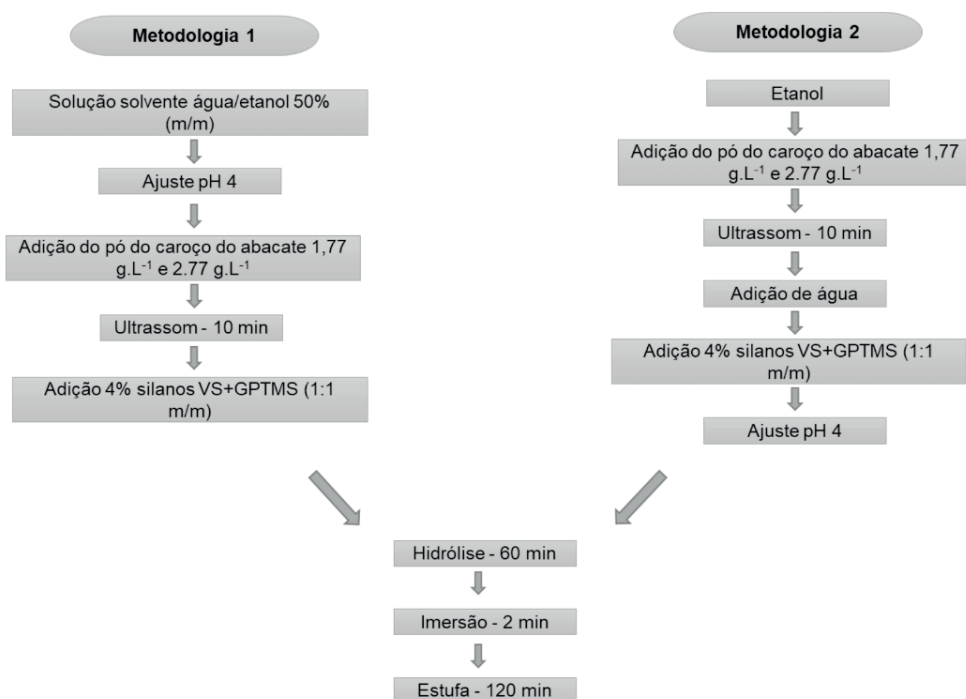 Metodologia 1
Solução solvente água/etanol 50%
(m/m)
Ajuste pH 4
Adição do pó do caroço do abacate 1,77
g.L⁻¹ e 2.77 g.L⁻¹
Ultrassom - 10 min
Adição 4% silanos VS+GPTMS (1:1
m/m)
Metodologia 2
Etanol
Adição do pó do caroço do abacate 1,77
g.L⁻¹ e 2.77 g.L⁻¹
Ultrassom - 10 min
Adição de água
Adição 4% silanos VS+GPTMS (1:1
m/m)
Ajuste pH 4
Hidrólise - 60 min
Imersão - 2 min
Estufa - 120 min